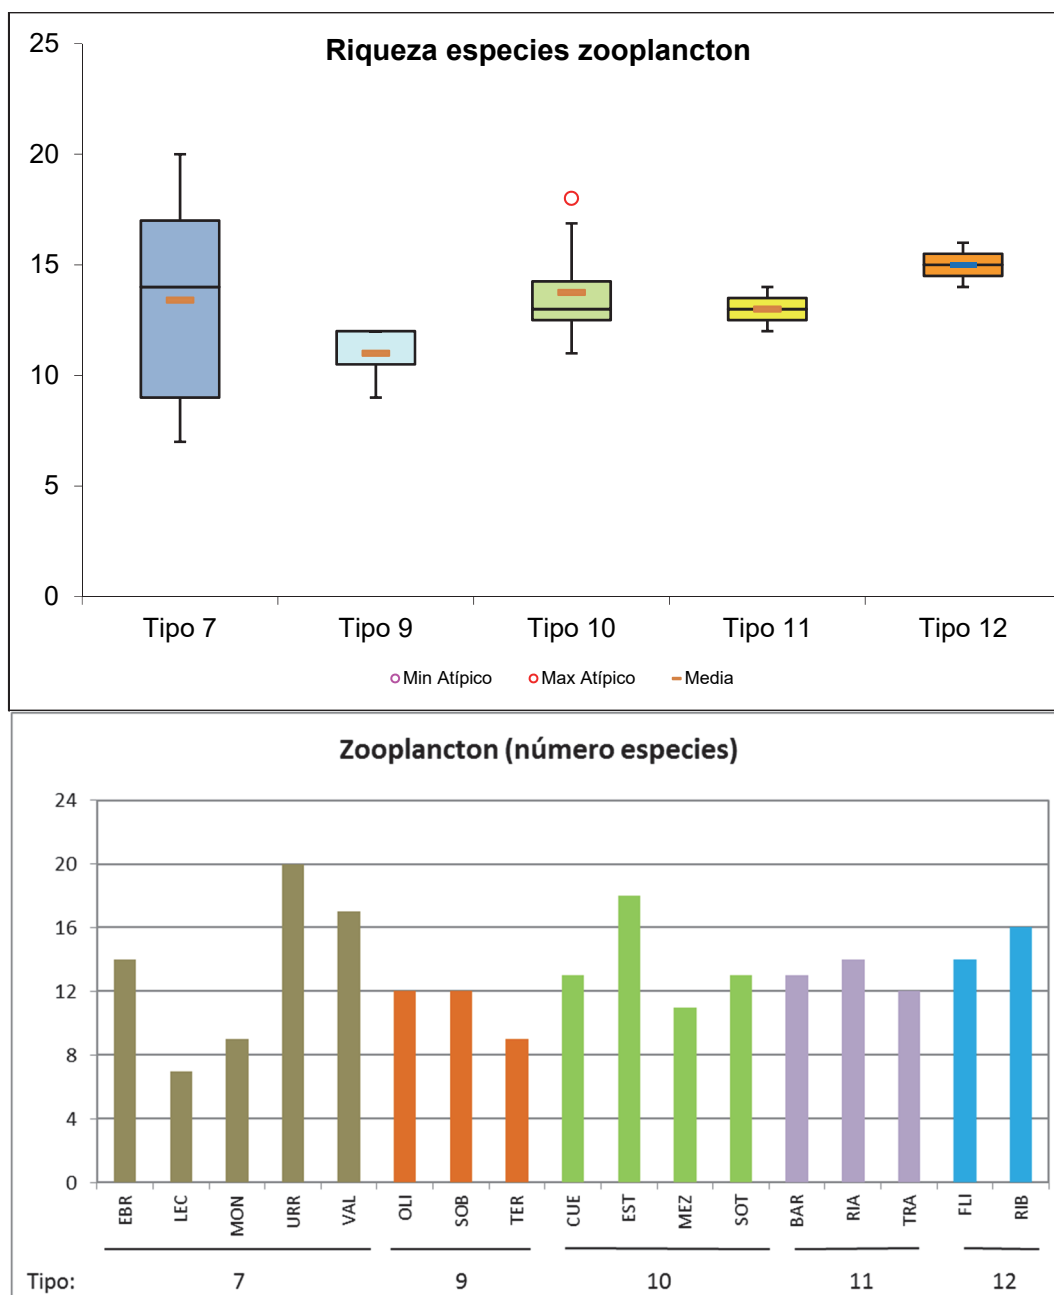 Riqueza especies zooplancton
25
20
15
10
5
0
Tipo 7 Tipo 9 Tipo 10 Tipo 11 Tipo 12
Min Atípico Max Atípico Media
Zooplancton (número especies)
24
20
16
12
8
4
0
EBR LEC MON URR VAL OLI SOB TER CUE EST MEZ SOT BAR RIA TRA FLI RIB
Tipo: 7 9 10 11 12